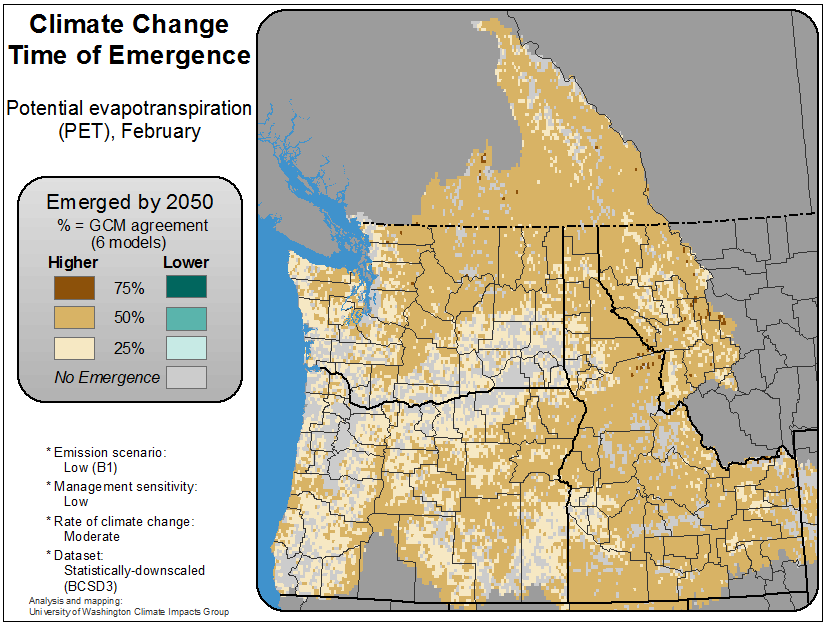 Climate Change
Time of Emergence
Potential evapotranspiration
(PET), February
Emerged by 2050
% = GCM agreement
(6 models)
Higher Lower
75%
50%
25%
No Emergence
* Emission scenario:
Low (B1)
* Management sensitivity:
Low
* Rate of climate change:
Moderate
* Dataset:
Statistically-downscaled
(BCSD3)
Analysis and mapping:
University of Washington Climate Impacts Group